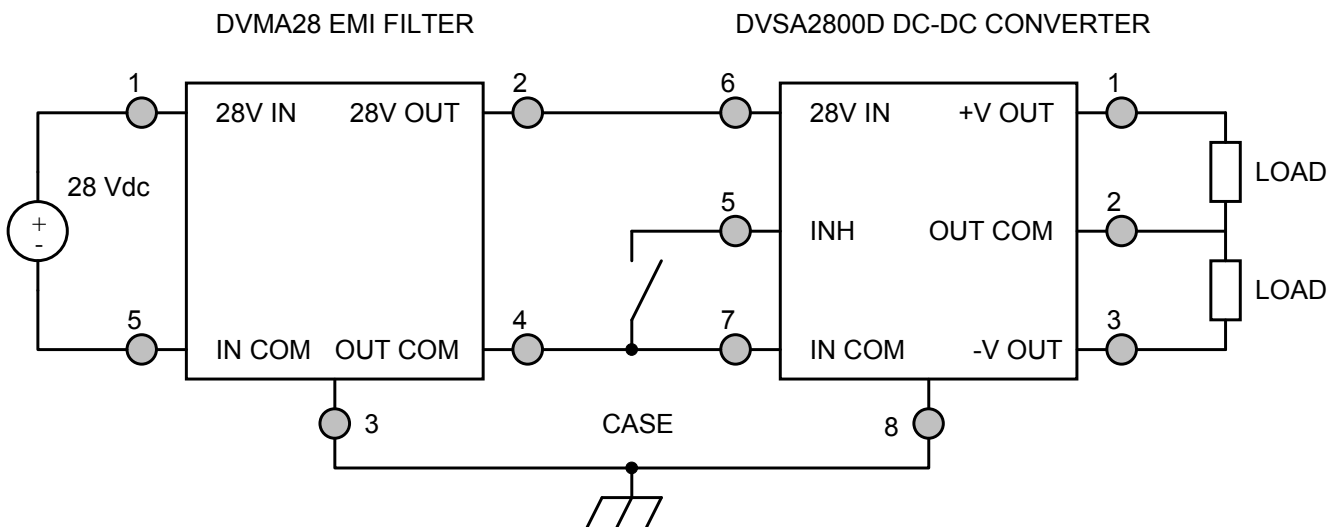 DVMA28 EMI FILTER
DVSA2800D DC-DC CONVERTER
1
28V IN
28V OUT
2
6
28V IN
+V OUT
1
28 Vdc
+
-
LOAD
5
INH
OUT COM
2
LOAD
5
IN COM
OUT COM
4
7
IN COM
-V OUT
3
3
CASE
8